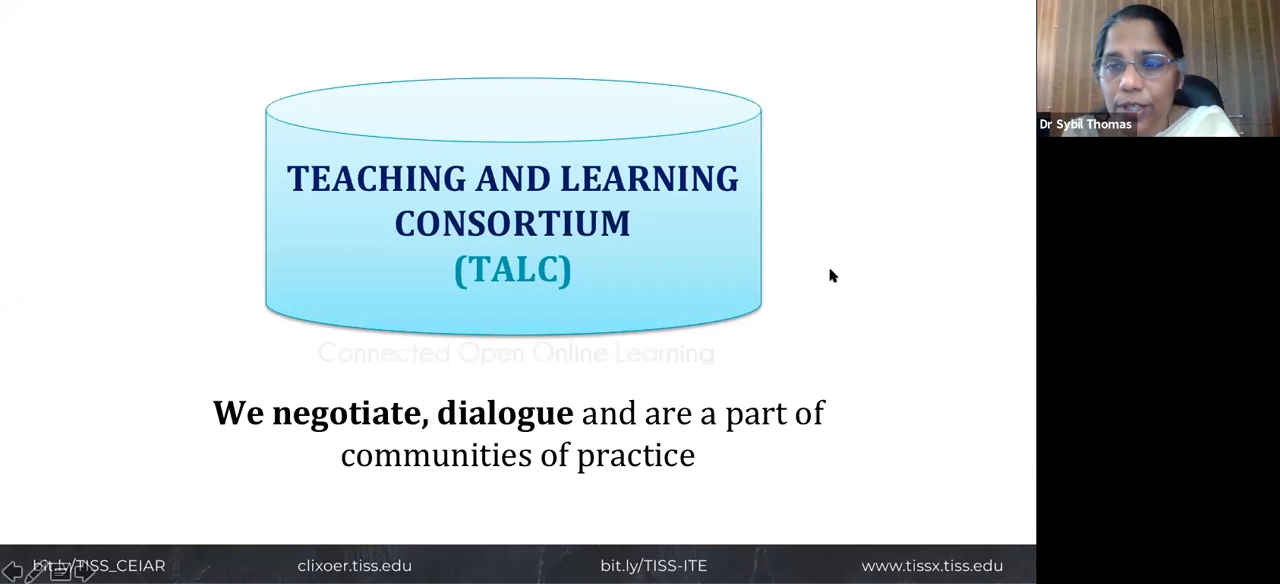 TEACHING AND LEARNING
CONSORTIUM
(TALC)
Connected Open Online Learning
We negotiate, dialogue and are a part of
communities of practice
bit.ly/TISS_CEIAR
clixoer.tiss.edu
bit.ly/TISS-ITE
www.tissx.tiss.edu
Dr Sybil Thomas